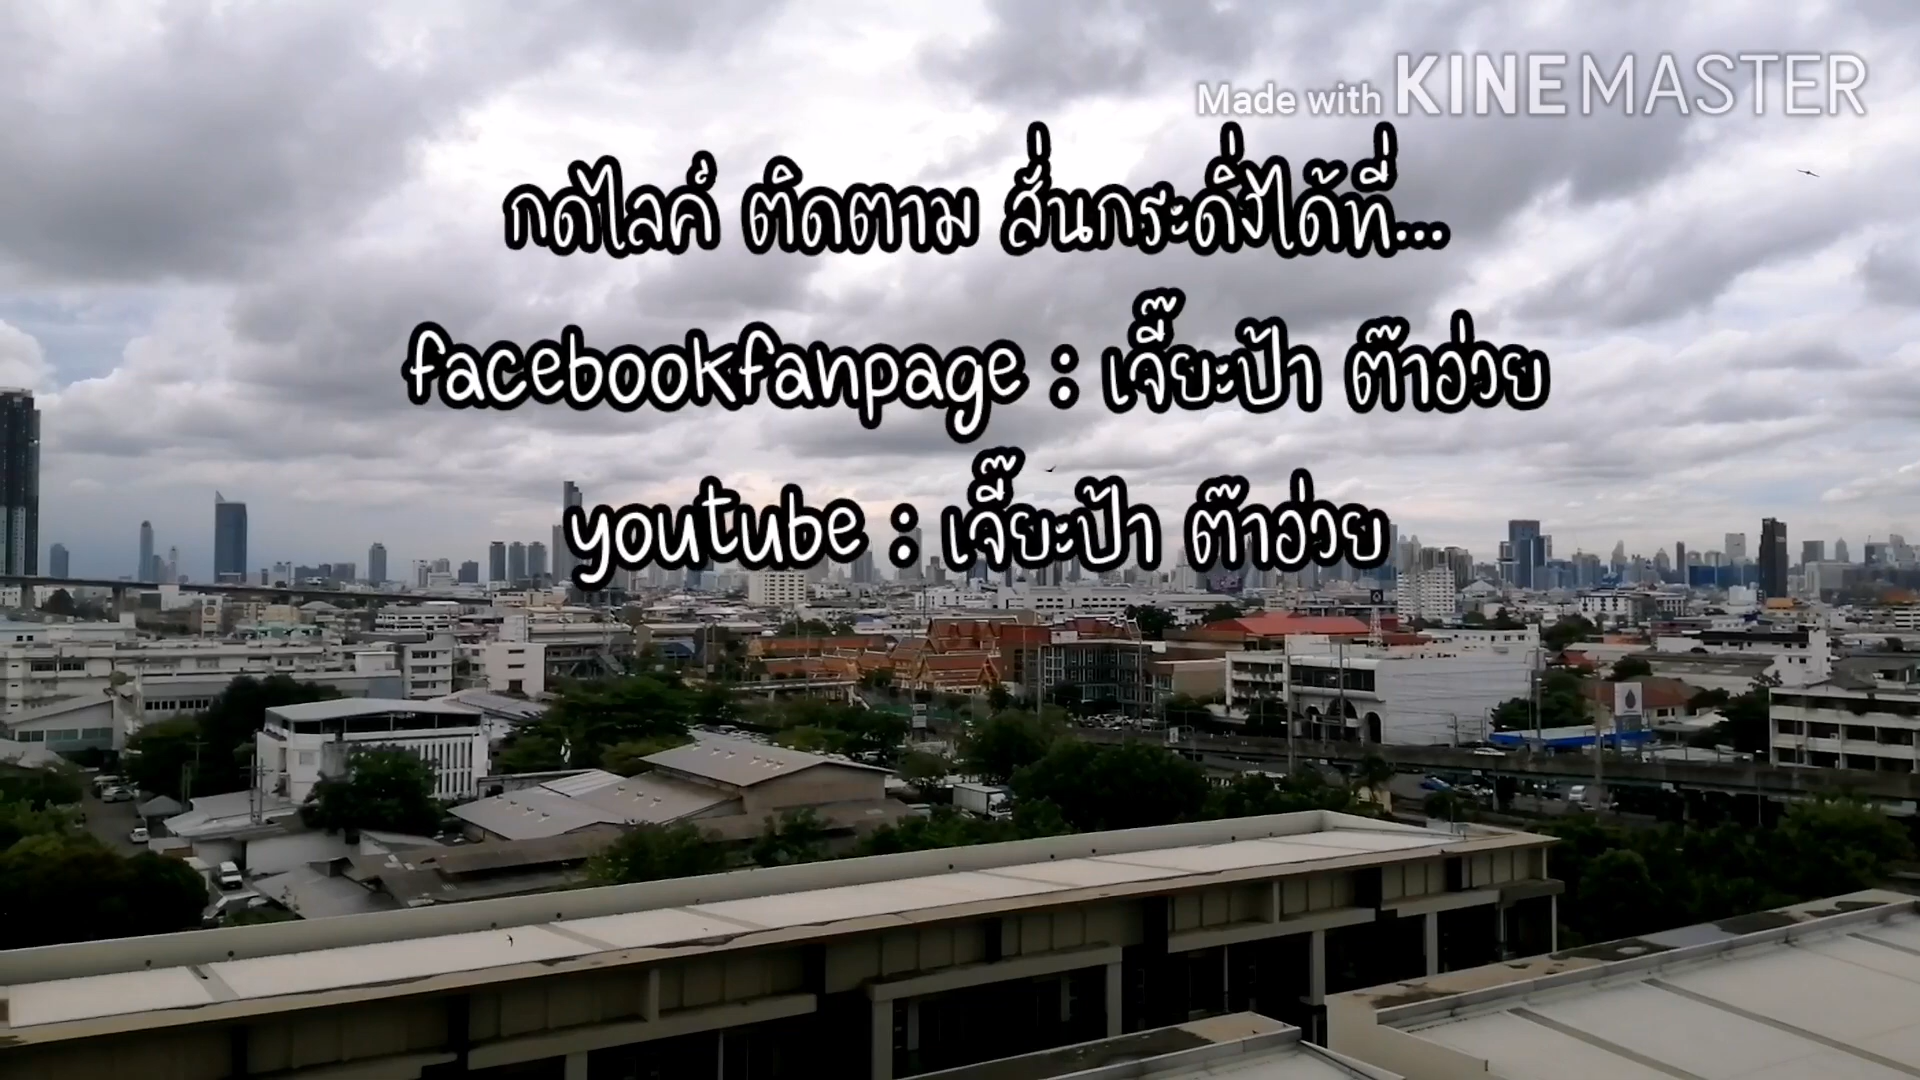 Made with KINEMASTER
กดไลค์ ติดตาม สั่นกระดิ่งได้ที่...
facebookfanpage : เจี๊ยะป้า ต๊าอ่วย
youtube : เจี๊ยะป้า ต๊าอ่วย